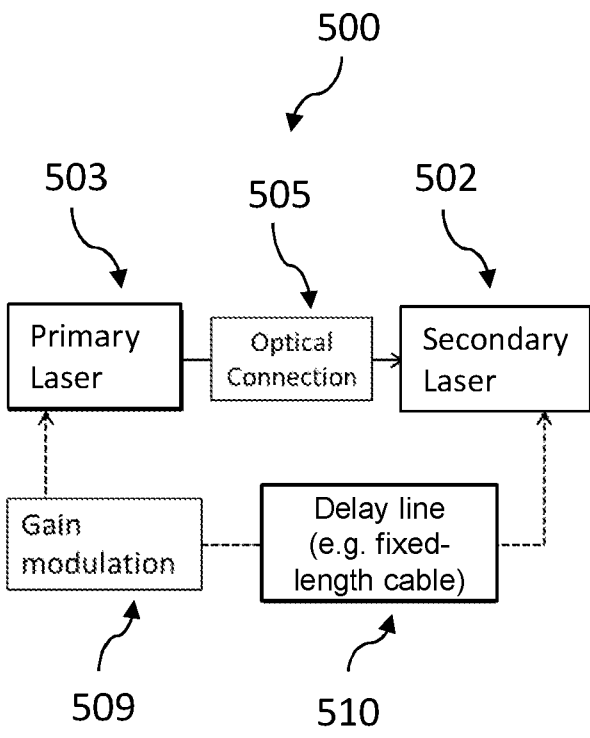 500
503
505
502
Primary
Laser
Optical
Connection
Secondary
Laser
Gain
modulation
Delay line
(e.g. fixed-
length cable)
509
510